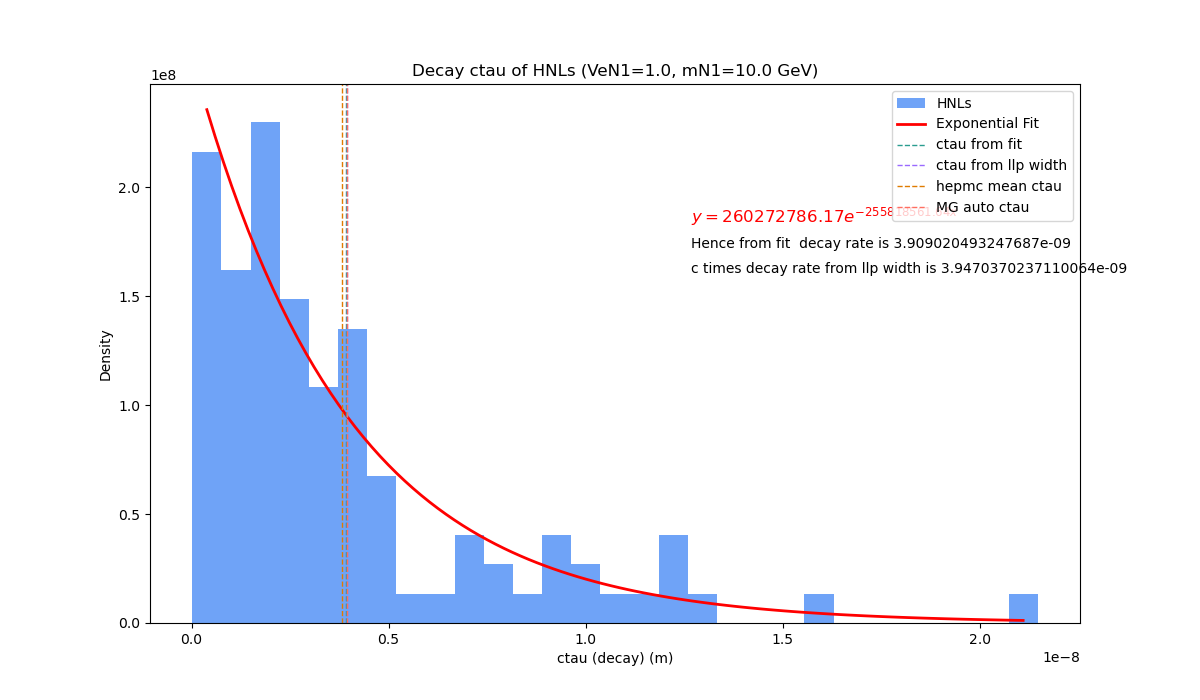 Decay ctau of HNLs (VeN1=1.0, mN1=10.0 GeV)
1e8
HNLs
Exponential Fit
ctau from fit
ctau from llp width
hepmc mean ctau
MG auto ctau
y = 260272786.17e
Hence from fit  decay rate is 3.909020493247687e-09
c times decay rate from llp width is 3.9470370237110064e-09
Density
2.0
1.5
1.0
0.5
0.0
0.0 0.5 1.0 1.5 2.0
1e−8
ctau (decay) (m)